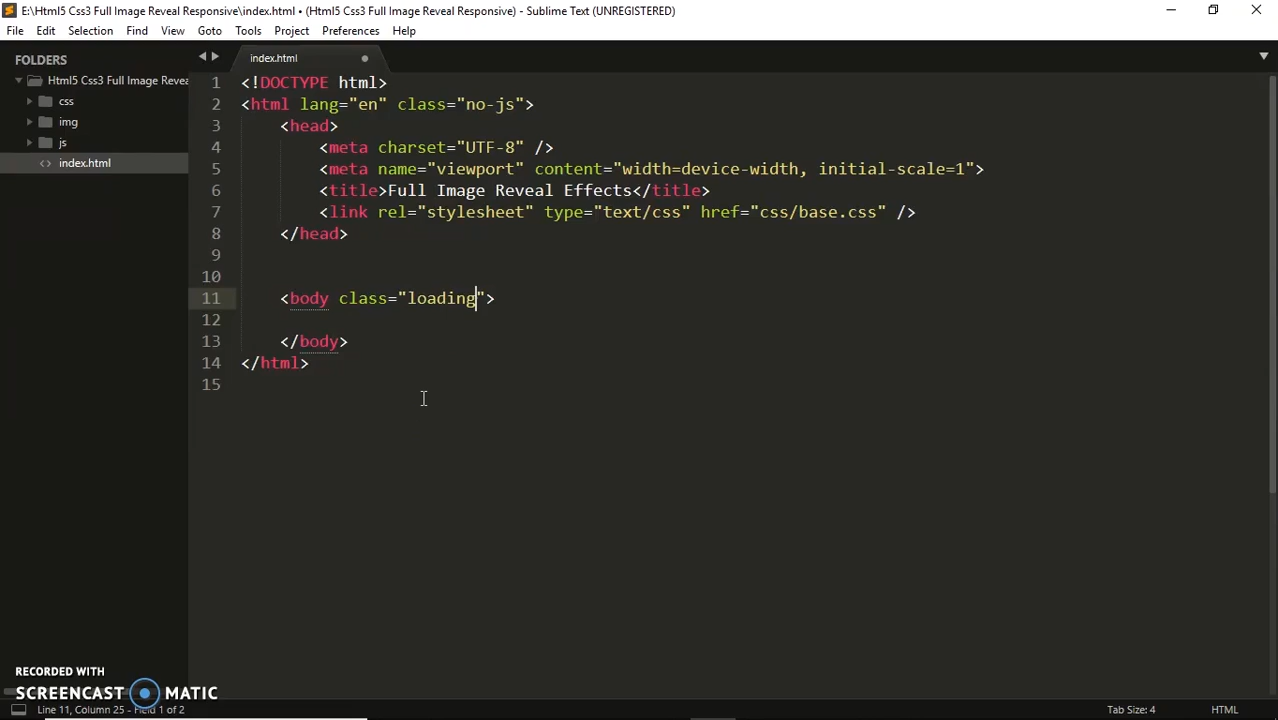 E:\Html5 Css3 Full Image Reveal Responsive\index.html • (Html5 Css3 Full Image Reveal Responsive) - Sublime Text (UNREGISTERED)
File Edit Selection Find View Goto Tools Project Preferences Help
FOLDERS
Html5 Css3 Full Image Revea
css
img
js
<> index.html
index.html
1 <!DOCTYPE html>
2 <html lang="en" class="no-js">
3 <head>
4 <meta charset="UTF-8" />
5 <meta name="viewport" content="width=device-width, initial-scale=1">
6 <title>Full Image Reveal Effects</title>
7 <link rel="stylesheet" type="text/css" href="css/base.css" />
8 </head>
9
10
11 <body class="loading">
12
13 </body>
14 </html>
15
RECORDED WITH
SCREENCAST MATIC
Line 11, Column 25 - Field 1 of 2
Tab Size: 4
HTML